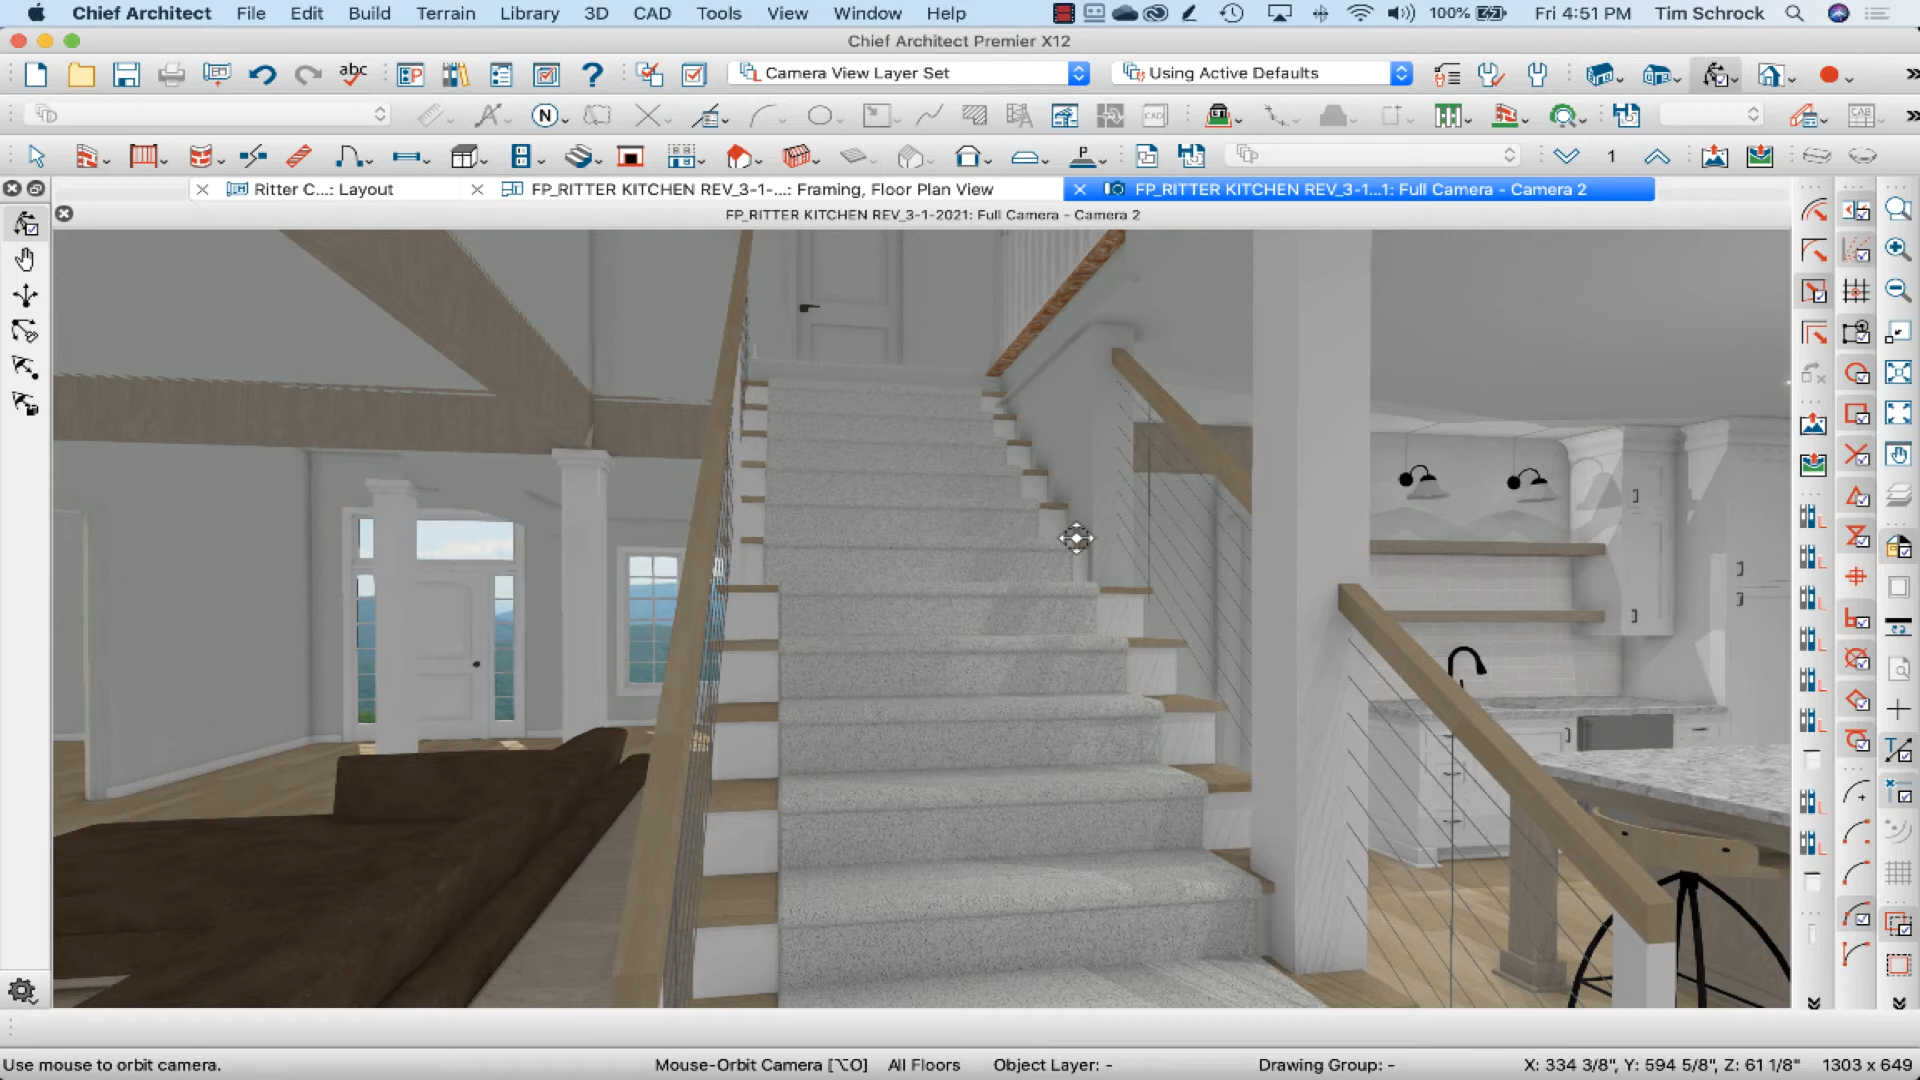 Chief Architect File Edit Build Terrain Library 3D CAD Tools View Window Help 100% Fri 4:51 PM Tim Schrock
Chief Architect Premier X12
abc P ? Camera View Layer Set Using Active Defaults
N CAD CAB
P 1
Ritter C...: Layout FP_RITTER KITCHEN REV_3-1-...: Framing, Floor Plan View FP_RITTER KITCHEN REV_3-1...1: Full Camera - Camera 2
FP_RITTER KITCHEN REV_3-1-2021: Full Camera - Camera 2
Use mouse to orbit camera. Mouse-Orbit Camera [⌥O] All Floors Object Layer: - Drawing Group: - X: 334 3/8", Y: 594 5/8", Z: 61 1/8" 1303 x 649